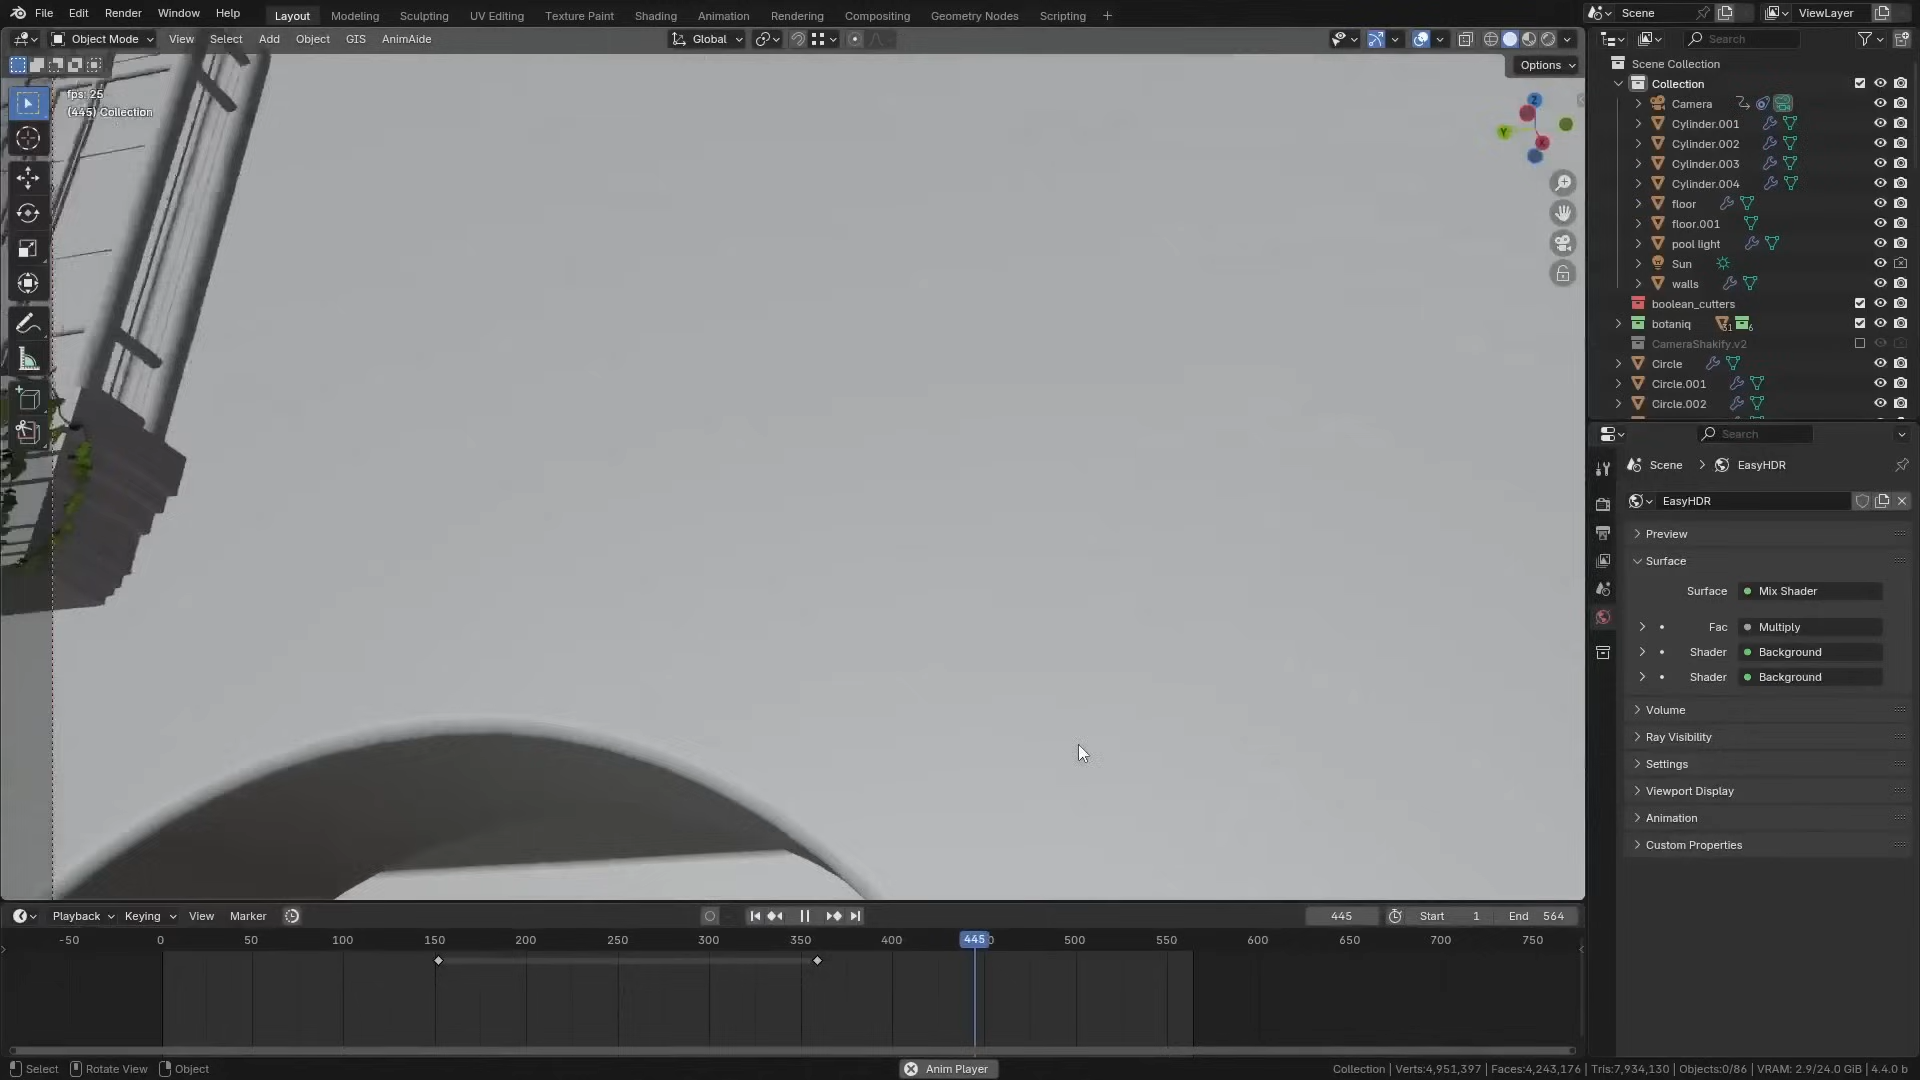 File Edit Render Window Help Layout Modeling Sculpting UV Editing Texture Paint Shading Animation Rendering Compositing Geometry Nodes Scripting + Scene ViewLayer
Object Mode View Select Add Object GIS AnimAide Global Search
Options
fps: 25
(445) Collection
Z
Y
X
Scene Collection
Collection
Camera
Cylinder.001
Cylinder.002
Cylinder.003
Cylinder.004
floor
floor.001
pool light
Sun
walls
boolean_cutters
botaniq 31 6
CameraShakify.v2
Circle
Circle.001
Circle.002
Search
Scene EasyHDR
EasyHDR
Preview
Surface
Surface Mix Shader
Fac Multiply
Shader Background
Shader Background
Volume
Ray Visibility
Settings
Viewport Display
Animation
Custom Properties
Playback Keying View Marker 445 Start 1 End 564
-50 0 50 100 150 200 250 300 350 400 445 500 550 600 650 700 750
Select Rotate View Object Anim Player Collection | Verts:4,951,397 | Faces:4,243,176 | Tris:7,934,130 | Objects:0/86 | VRAM: 2.9/24.0 GiB | 4.4.0 b